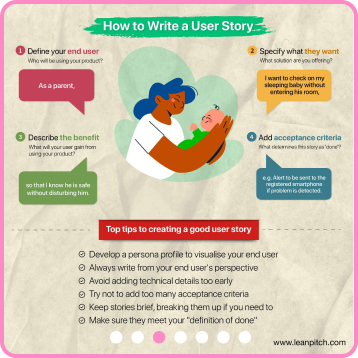 How to Write a User Story
1 Define your end user
Who will be using your product?
As a parent,
2 Specify what they want
What solution are you offering?
I want to check on my
sleeping baby without
entering his room,
3 Describe the benefit
What will your user gain from
using your product?
so that I know he is safe
without disturbing him.
4 Add acceptance criteria
What determines this story as 'done'?
e.g. Alert to be sent to the
registered smartphone
if problem is detected.
Top tips to creating a good user story
Develop a persona profile to visualise your end user
Always write from your end user's perspective
Avoid adding technical details too early
Try not to add too many acceptance criteria
Keep stories brief, breaking them up if you need to
Make sure they meet your "definition of done"
www.leanpitch.com